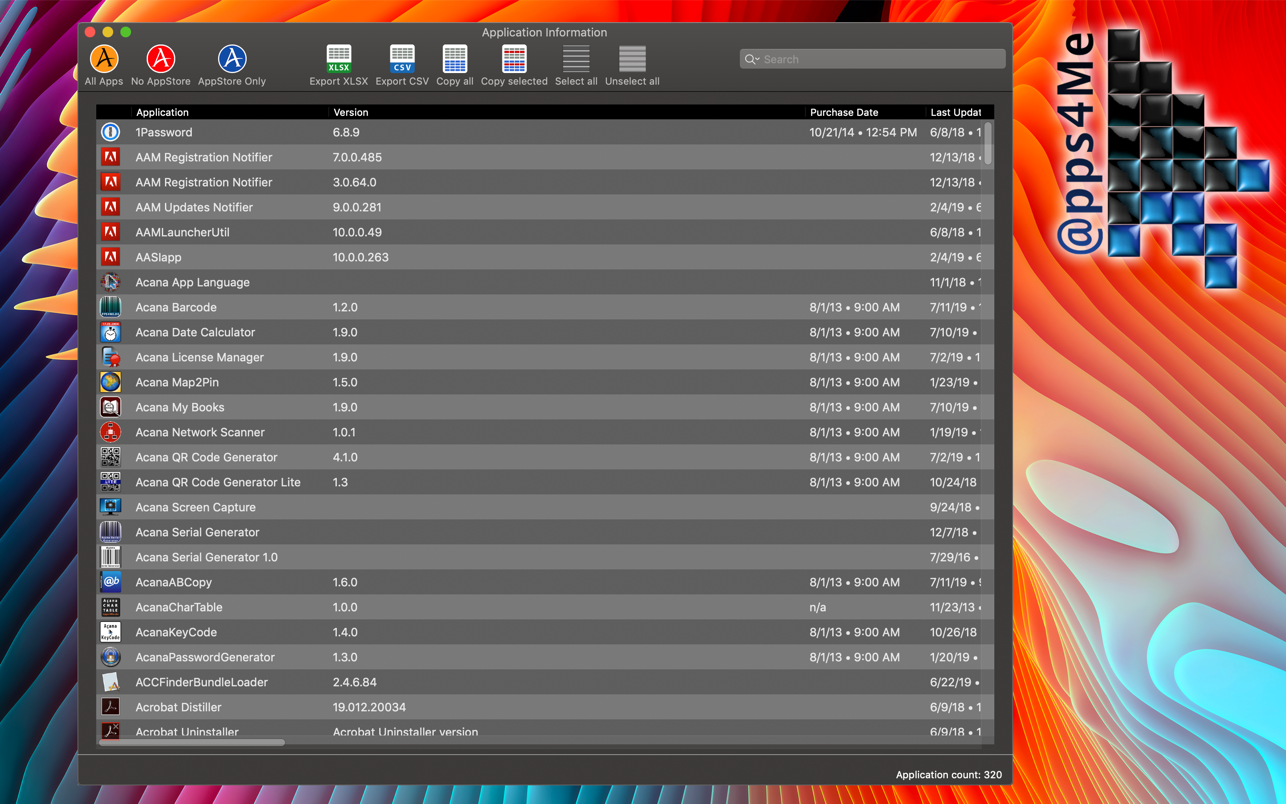 Application Information
All Apps No AppStore AppStore Only Export XLSX Export CSV Copy all Copy selected Select all Unselect all Search
XLSX CSV
Application Version Purchase Date Last Updat
1Password 6.8.9 10/21/14 • 12:54 PM 6/8/18 • 1
AAM Registration Notifier 7.0.0.485 12/13/18 •
AAM Registration Notifier 3.0.64.0 12/13/18 •
AAM Updates Notifier 9.0.0.281 2/4/19 • 6
AAMLauncherUtil 10.0.0.49 6/8/18 • 1
AASIapp 10.0.0.263 2/4/19 • 6
Acana App Language 11/1/18 •
Acana Barcode 1.2.0 8/1/13 • 9:00 AM 7/11/19 •
Acana Date Calculator 1.9.0 8/1/13 • 9:00 AM 7/10/19 •
Acana License Manager 1.9.0 8/1/13 • 9:00 AM 7/2/19 • 1
Acana Map2Pin 1.5.0 8/1/13 • 9:00 AM 1/23/19 •
Acana My Books 1.9.0 8/1/13 • 9:00 AM 7/10/19 •
Acana Network Scanner 1.0.1 8/1/13 • 9:00 AM 1/19/19 •
Acana QR Code Generator 4.1.0 8/1/13 • 9:00 AM 7/2/19 • 1
Acana QR Code Generator Lite 1.3 8/1/13 • 9:00 AM 10/24/18
Acana Screen Capture 9/24/18 •
Acana Serial Generator 12/7/18 •
Acana Serial Generator 1.0 7/29/16 •
AcanaABCopy 1.6.0 8/1/13 • 9:00 AM 7/11/19 •
AcanaCharTable 1.0.0 n/a 11/23/13 •
AcanaKeyCode 1.4.0 8/1/13 • 9:00 AM 10/26/18
AcanaPasswordGenerator 1.3.0 8/1/13 • 9:00 AM 1/20/19 •
ACCFinderBundleLoader 2.4.6.84 6/22/19 •
Acrobat Distiller 19.012.20034 6/9/18 • 1
Acrobat Uninstaller Acrobat Uninstaller version 6/9/18 • 1
Application count: 320
@pps4Me